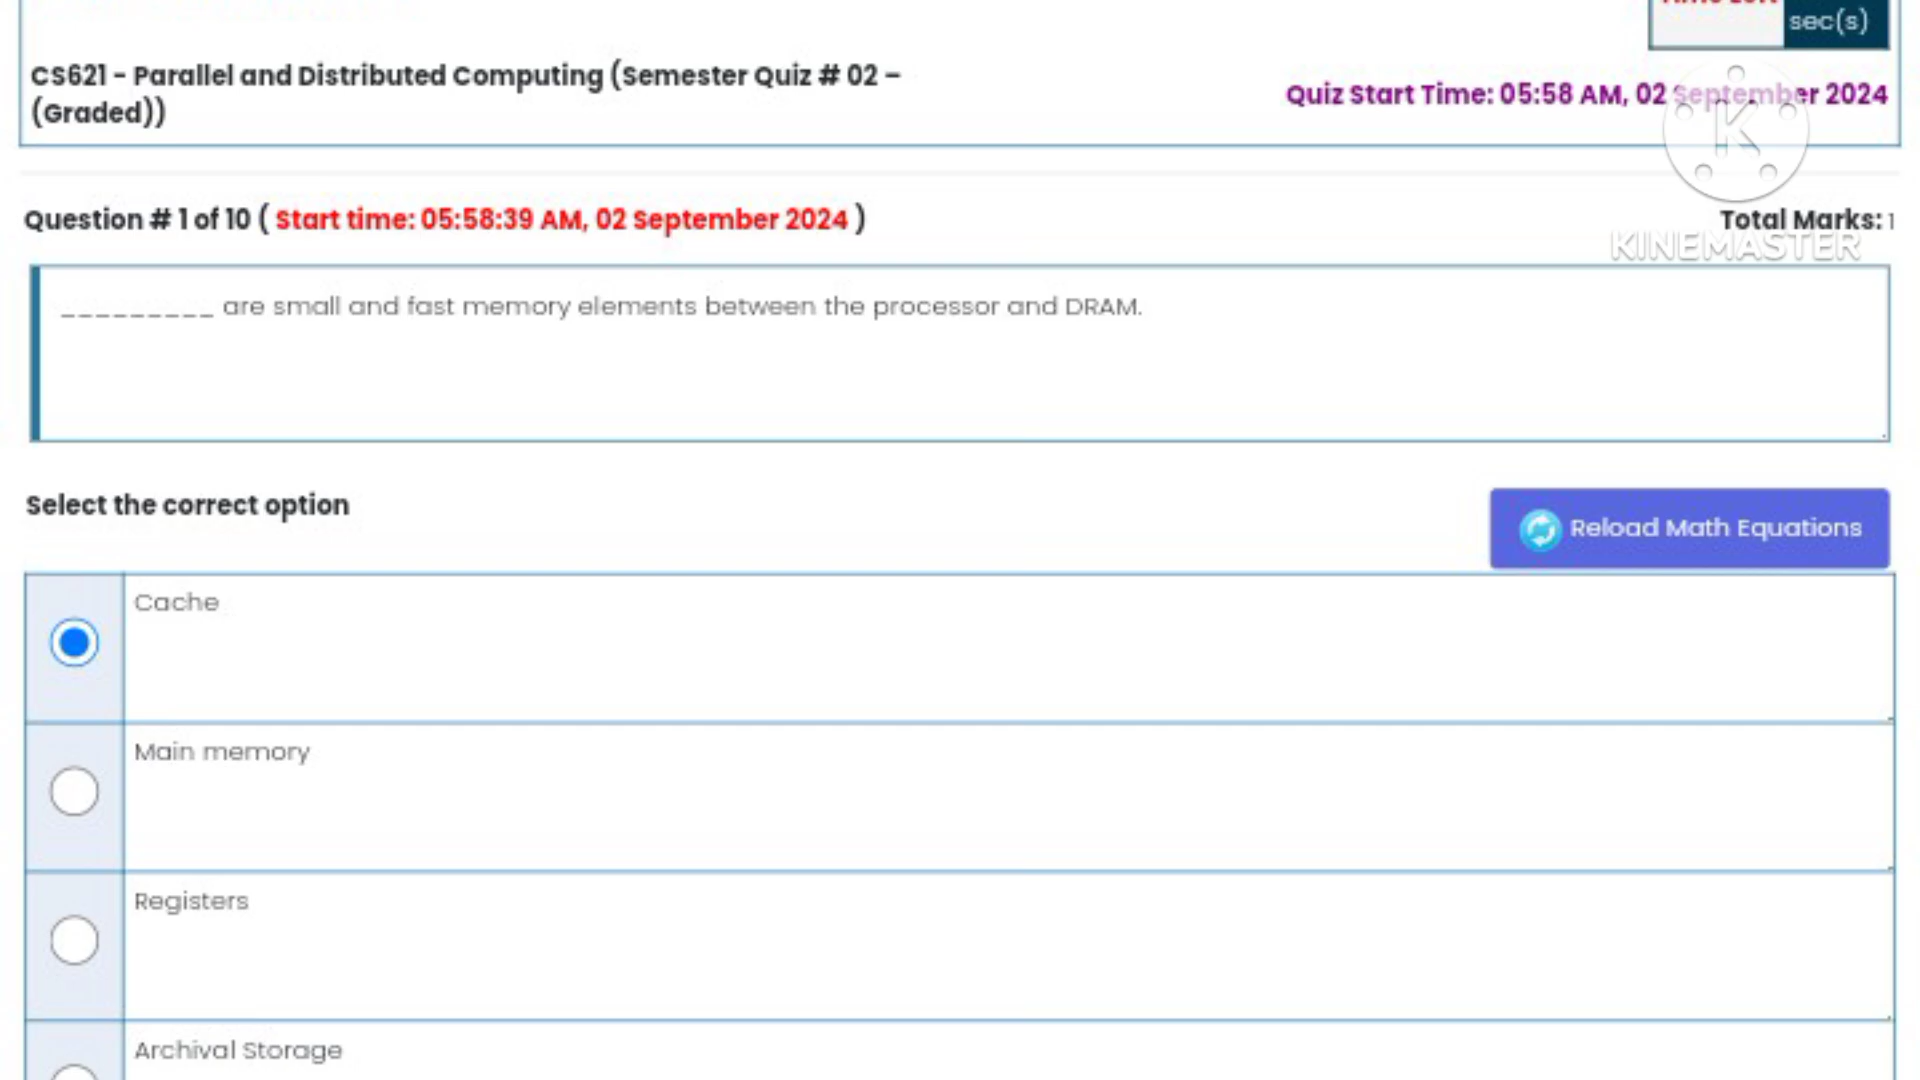 sec(s)
CS621 - Parallel and Distributed Computing (Semester Quiz # 02 –
(Graded))
Quiz Start Time: 05:58 AM, 02 September 2024
K
Question # 1 of 10 ( Start time: 05:58:39 AM, 02 September 2024 )
Total Marks: 1
KINEMASTER
_________ are small and fast memory elements between the processor and DRAM.
Select the correct option
Reload Math Equations
Cache
Main memory
Registers
Archival Storage